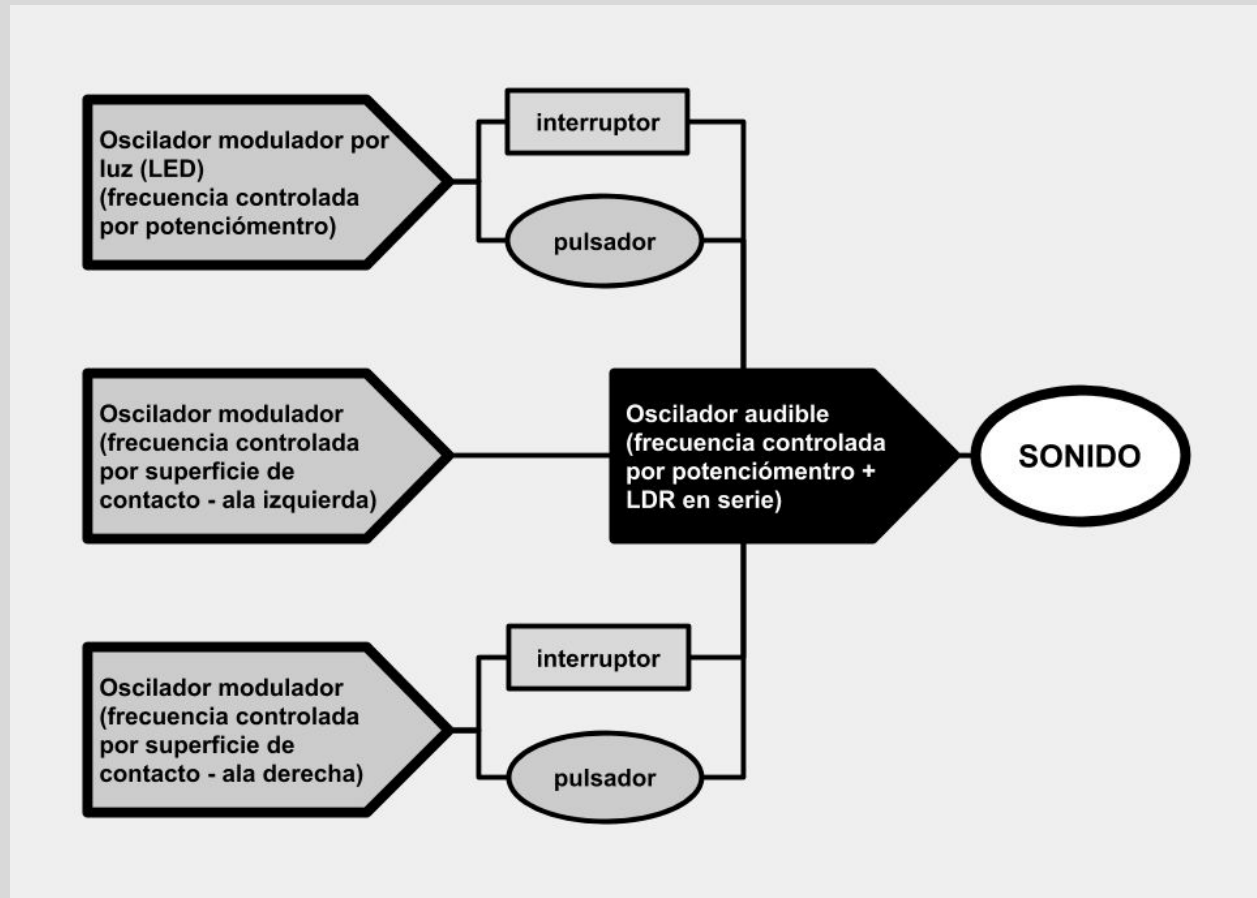 Oscilador modulador por
luz (LED)
(frecuencia controlada
por potenciómentro)
interruptor
pulsador
Oscilador modulador
(frecuencia controlada
por superficie de
contacto - ala izquierda)
Oscilador audible
(frecuencia controlada
por potenciómentro +
LDR en serie)
SONIDO
Oscilador modulador
(frecuencia controlada
por superficie de
contacto - ala derecha)
interruptor
pulsador